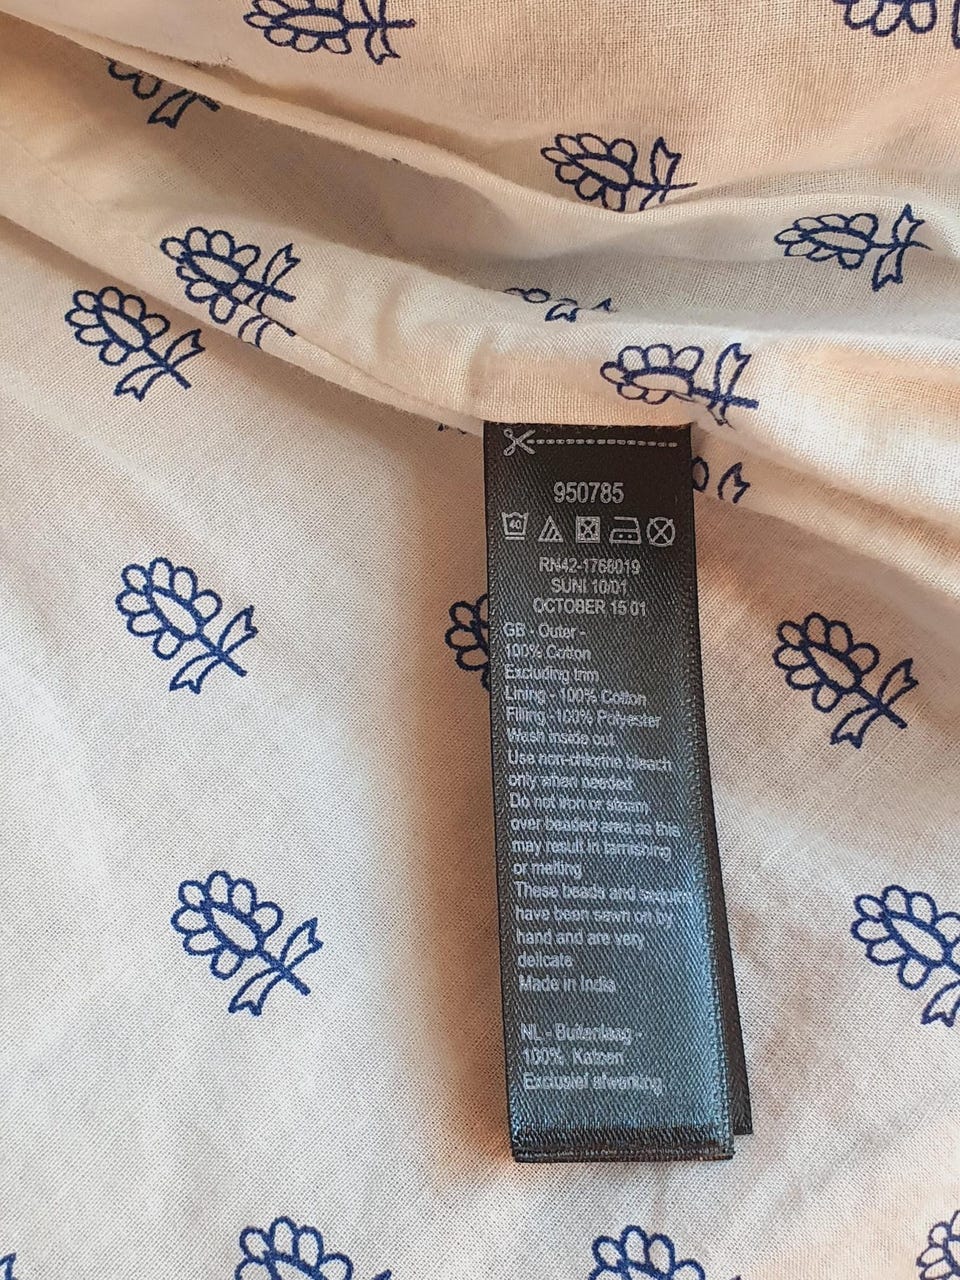 950785
40
RN42-1768019
SUNI 10/01
OCTOBER 15 01
GB - Outer -
100% Cotton
Excluding trim
Lining - 100% Cotton
Filling -100% Polyester
Wash inside out
Use non-chlorine bleach
only when needed
Do not iron or steam
over beaded area as this
may result in tarnishing
or melting
These beads and
have been sewn on by
hand and are very
delicate
Made in India
NL - Buitenlaag -
100% Katoen
Exclusief afwerking